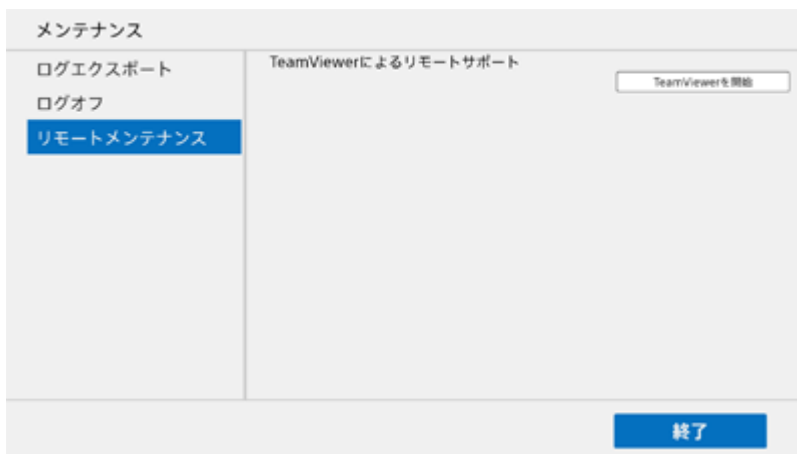 メンテナンス
ログエクスポート
ログオフ
リモートメンテナンス
TeamViewerによるリモートサポート
TeamViewerを開始
終了